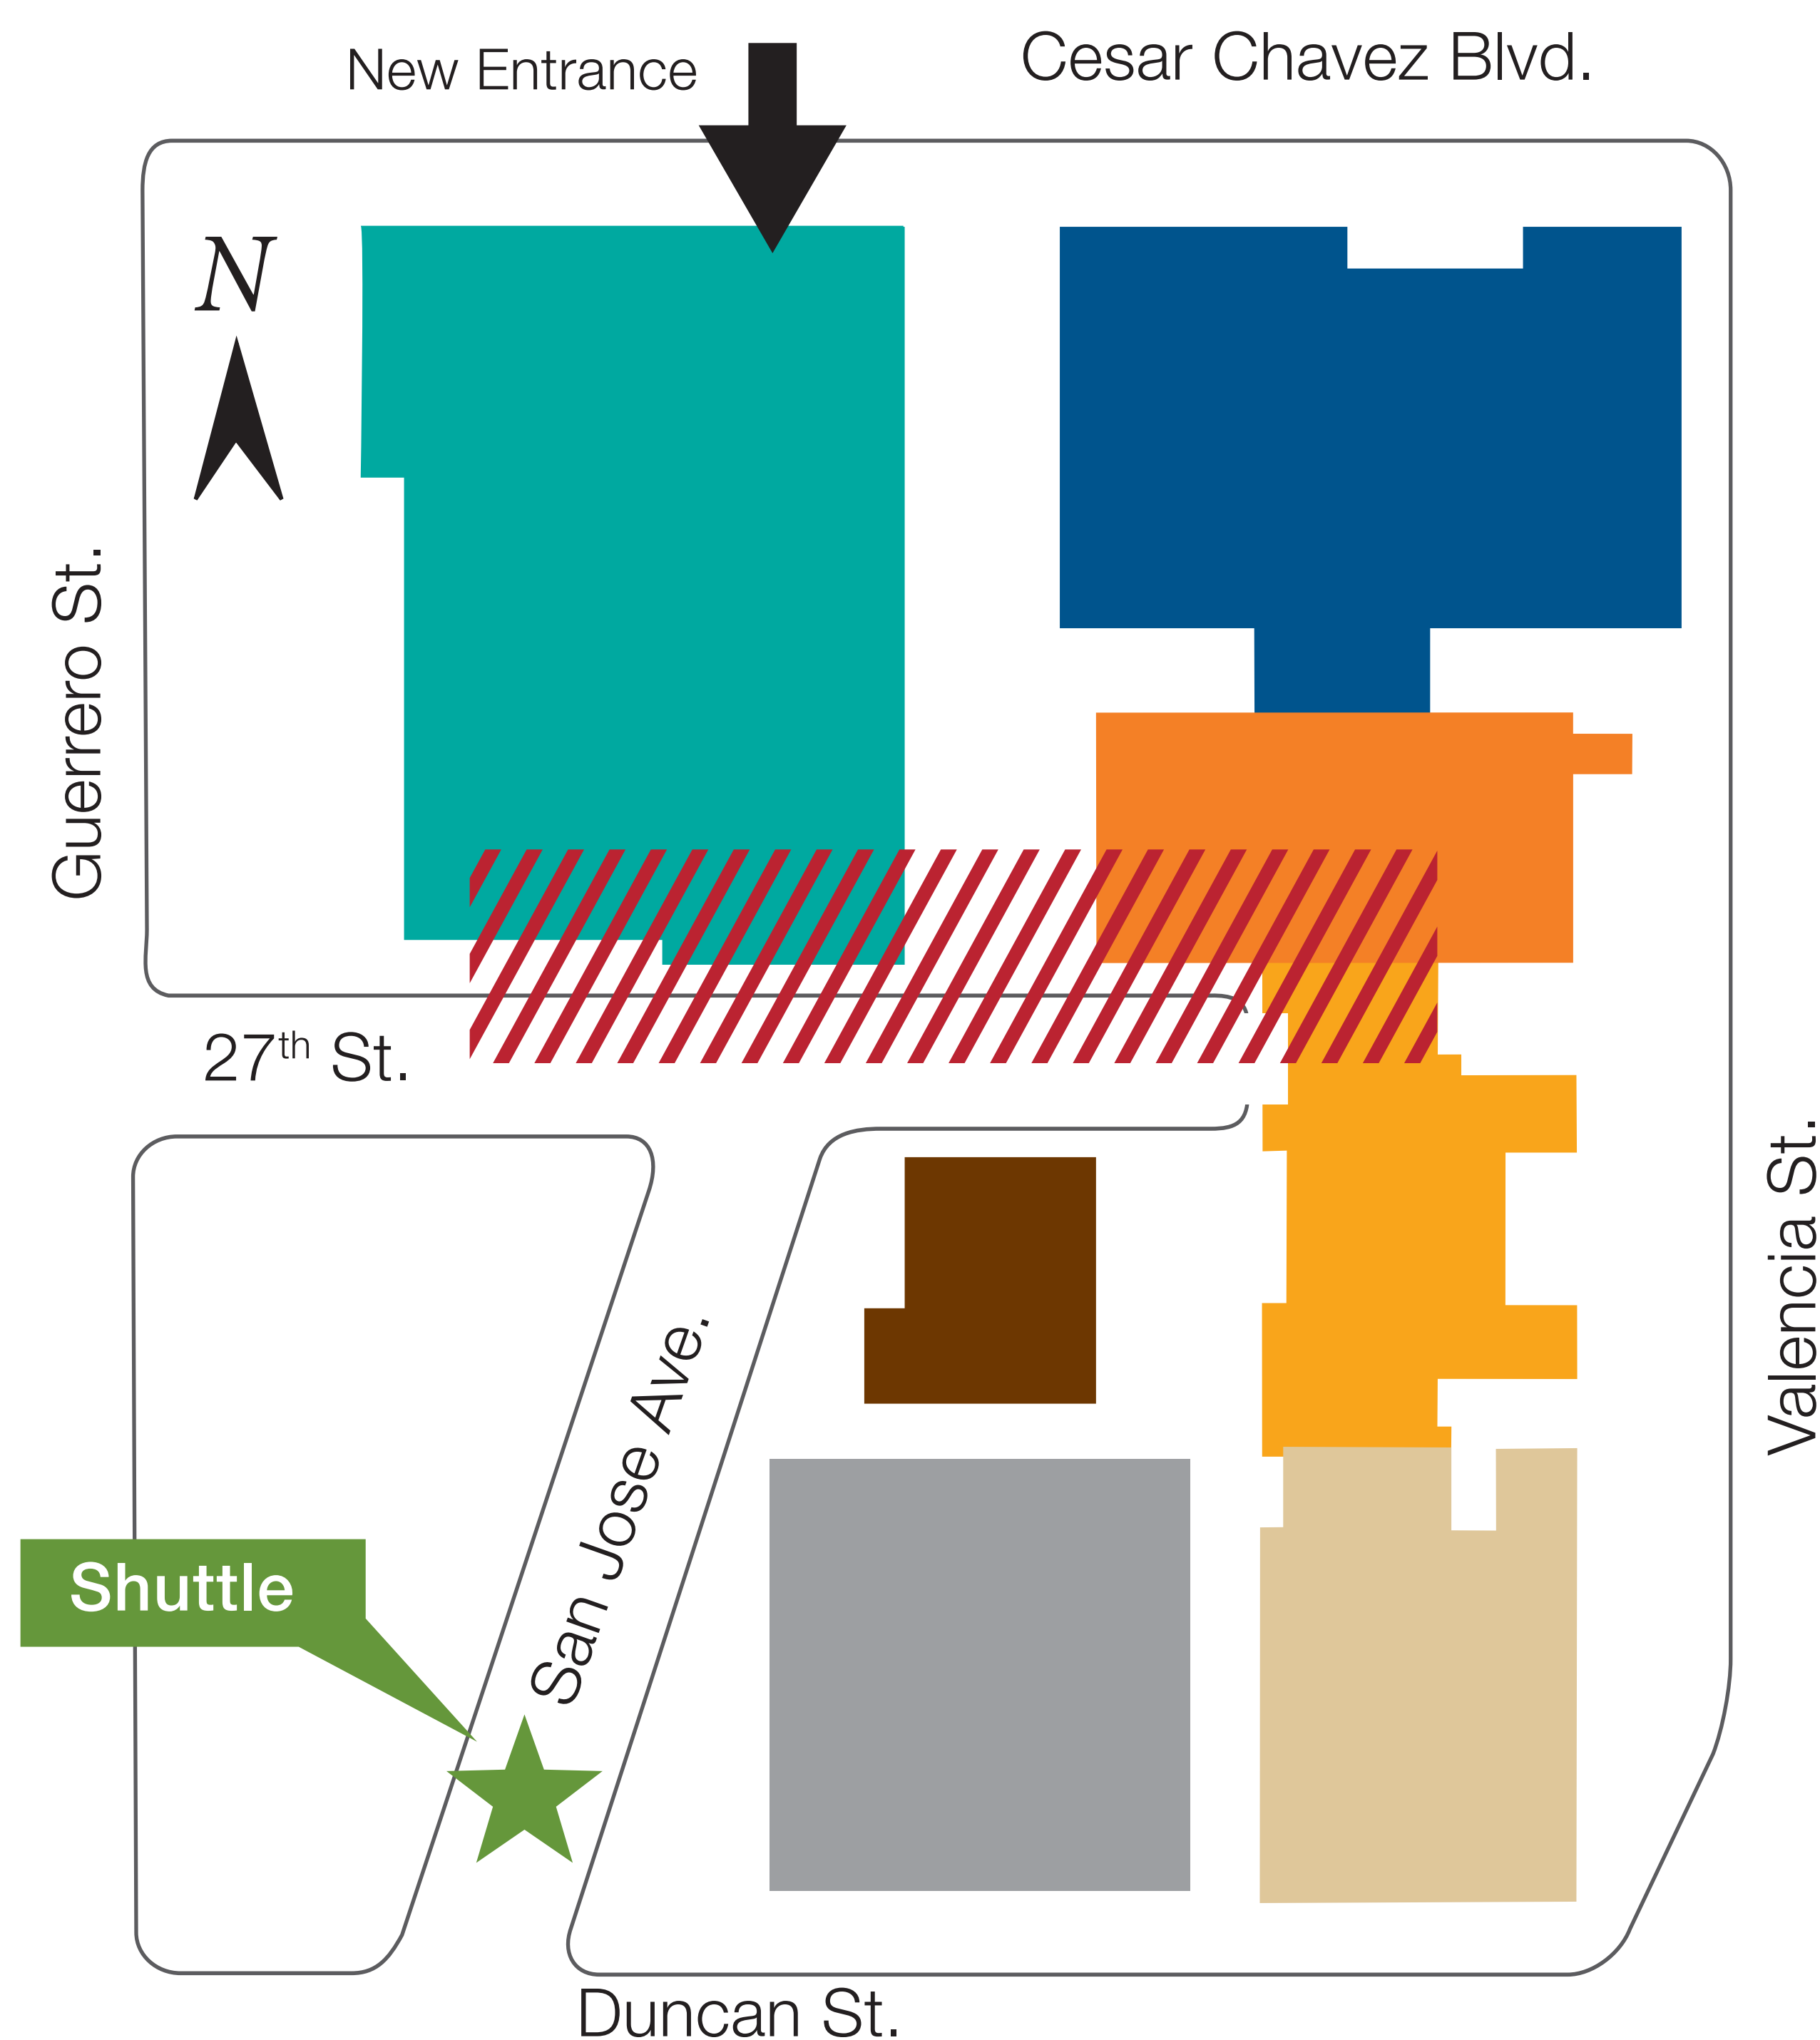 New Entrance
Cesar Chavez Blvd.
N
Guerrero St.
27th St.
Valencia St.
San Jose Ave.
Shuttle
Duncan St.